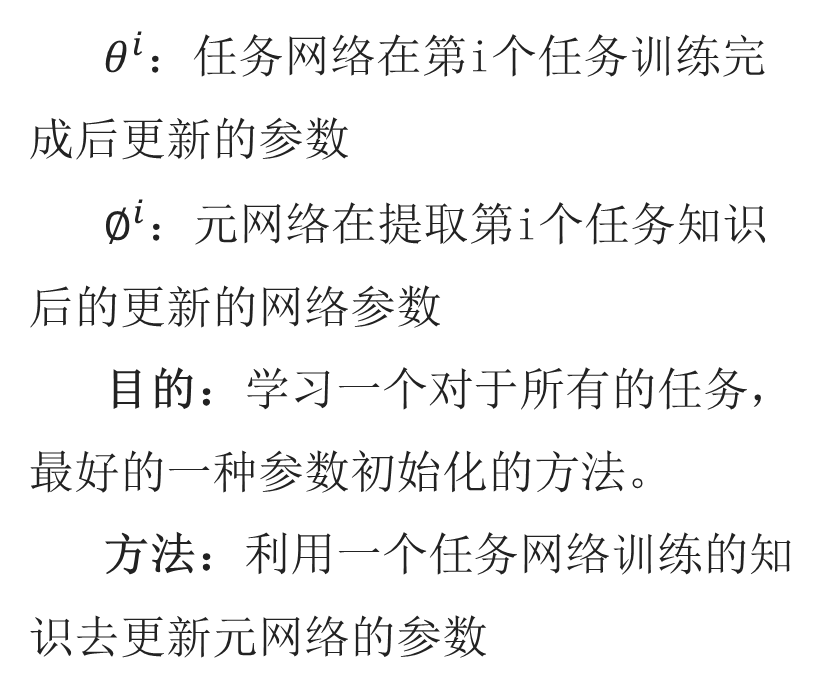 θⁱ：任务网络在第i个任务训练完
成后更新的参数
∅ⁱ：元网络在提取第i个任务知识
后的更新的网络参数
目的：学习一个对于所有的任务，
最好的一种参数初始化的方法。
方法：利用一个任务网络训练的知
识去更新元网络的参数